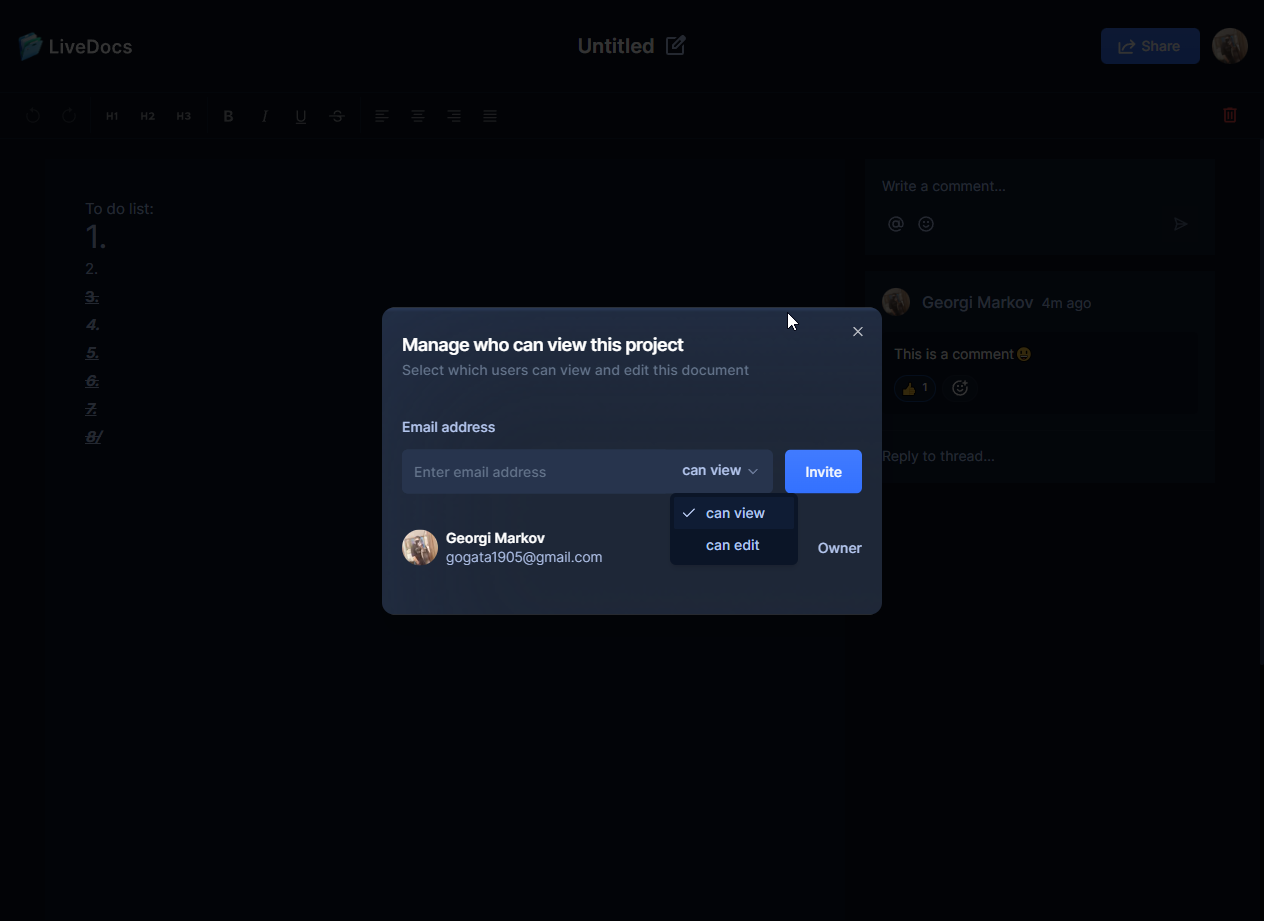 LiveDocs
Untitled
Share
H1 H2 H3 B I U S
To do list:
1.
2.
3.
4.
5.
6.
7.
8/
Write a comment...
Georgi Markov 4m ago
This is a comment😆
👍 1
Reply to thread...
Manage who can view this project
Select which users can view and edit this document
Email address
Enter email address can view Invite
can view
can edit
Georgi Markov
gogata1905@gmail.com
Owner